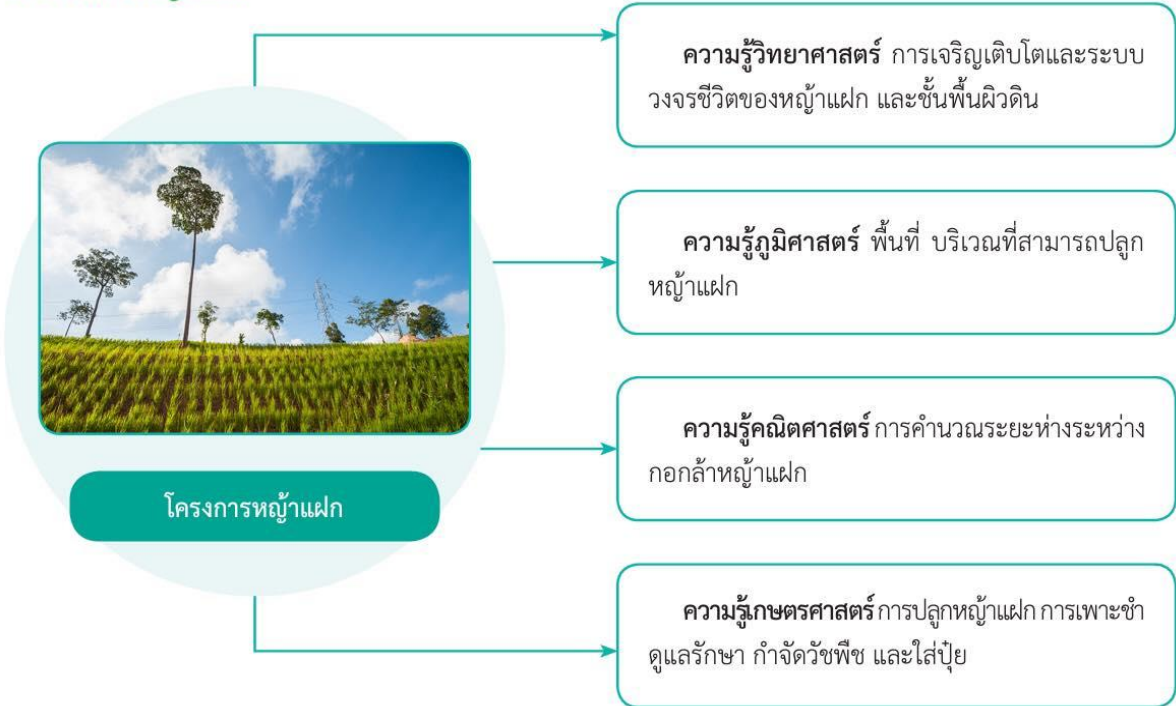 ความรู้วิทยาศาสตร์ การเจริญเติบโตและระบบ
วงจรชีวิตของหญ้าแฝก และชั้นพื้นผิวดิน
ความรู้ภูมิศาสตร์ พื้นที่ บริเวณที่สามารถปลูก
หญ้าแฝก
ความรู้คณิตศาสตร์ การคำนวณระยะห่างระหว่าง
กอกล้าหญ้าแฝก
โครงการหญ้าแฝก
ความรู้เกษตรศาสตร์ การปลูกหญ้าแฝก การเพาะชำ
ดูแลรักษา กำจัดวัชพืช และใส่ปุ๋ย